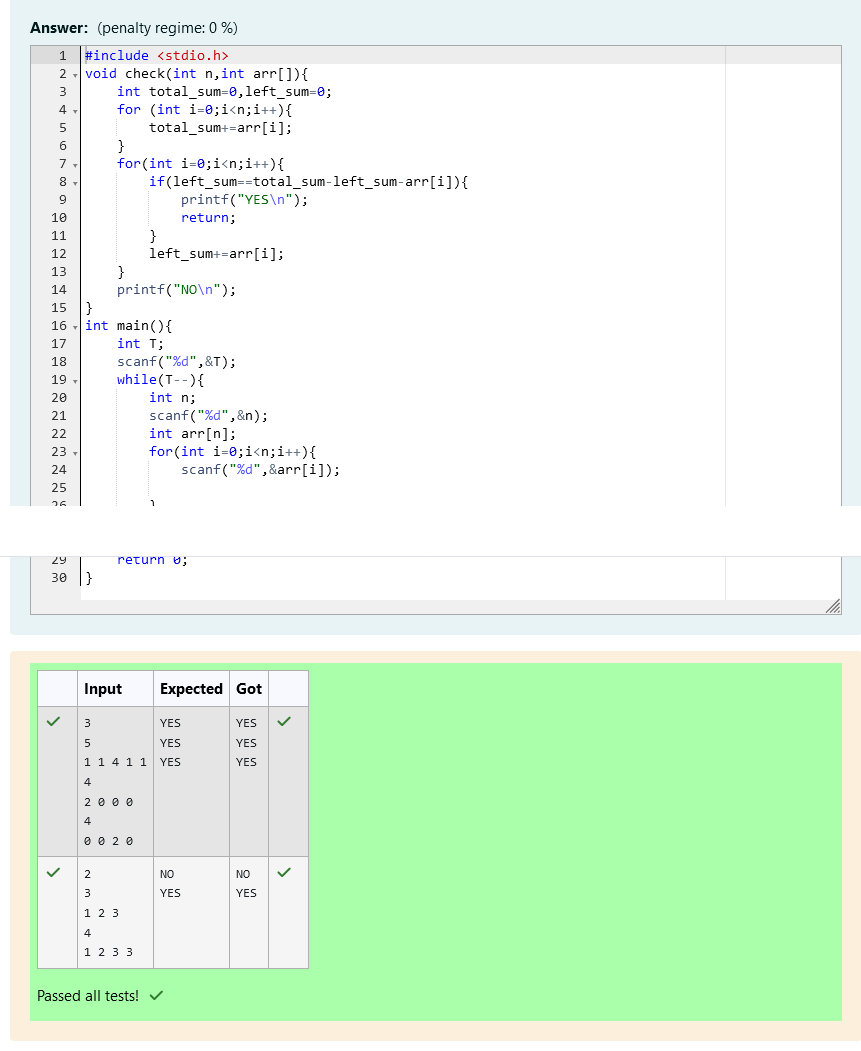 Answer: (penalty regime: 0 %)
1 #include <stdio.h>
2 void check(int n,int arr[]){
3 int total_sum=0,left_sum=0;
4 for (int i=0;i<n;i++){
5 total_sum+=arr[i];
6 }
7 for(int i=0;i<n;i++){
8 if(left_sum==total_sum-left_sum-arr[i]){
9 printf("YES\n");
10 return;
11 }
12 left_sum+=arr[i];
13 }
14 printf("NO\n");
15 }
16 int main(){
17 int T;
18 scanf("%d",&T);
19 while(T--){
20 int n;
21 scanf("%d",&n);
22 int arr[n];
23 for(int i=0;i<n;i++){
24 scanf("%d",&arr[i]);
25
26 }
29 return 0;
30 }
Input Expected Got
3 YES YES
5 YES YES
1 1 4 1 1 YES YES
4
2 0 0 0
4
0 0 2 0
2 NO NO
3 YES YES
1 2 3
4
1 2 3 3
Passed all tests!